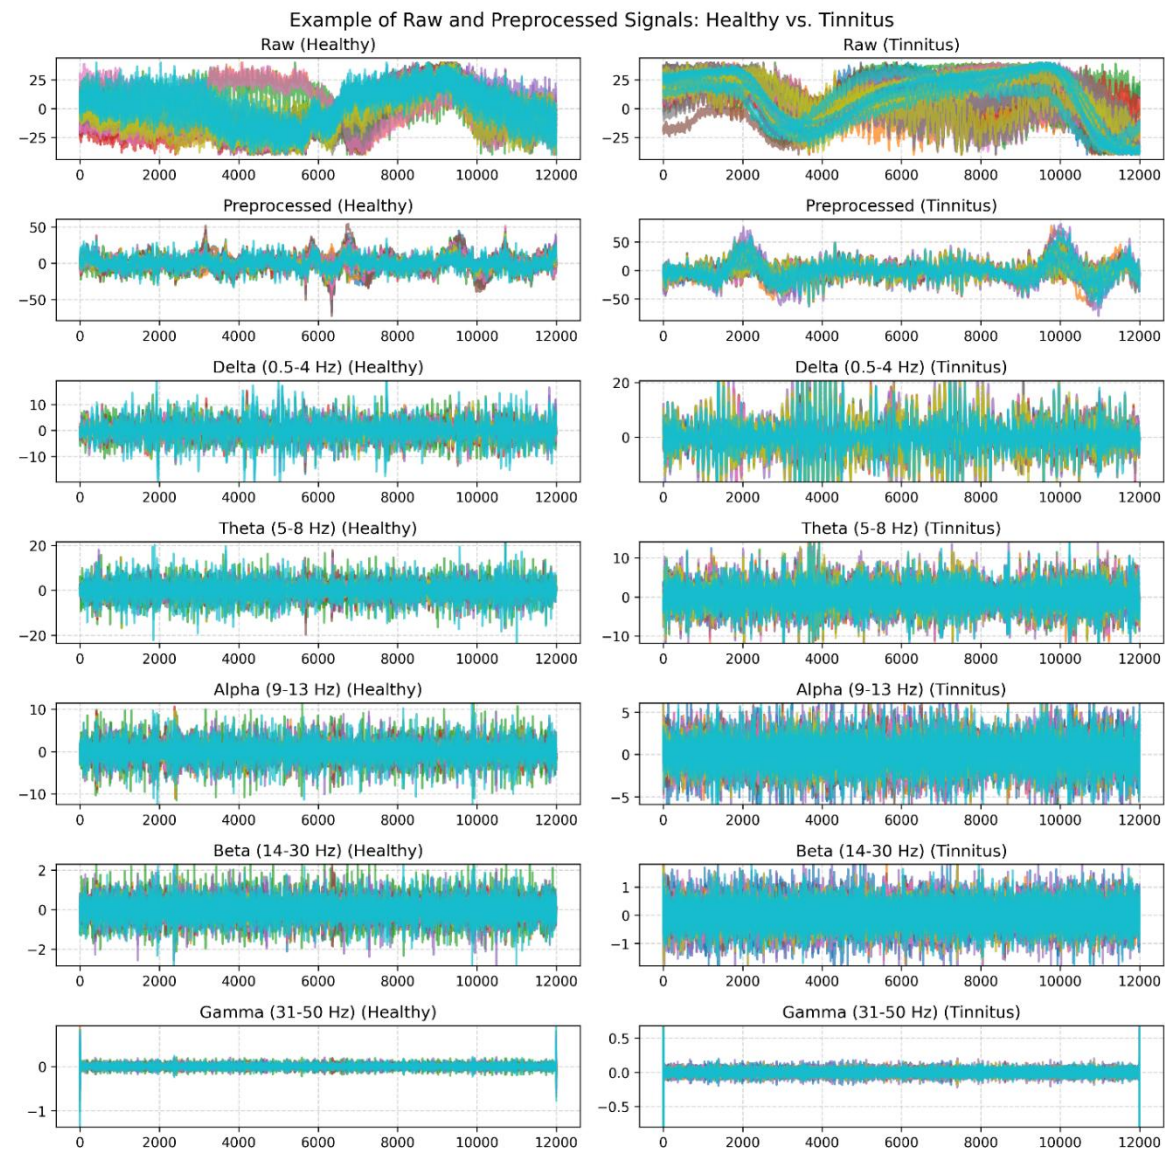 Example of Raw and Preprocessed Signals: Healthy vs. Tinnitus
Raw (Healthy)
25
0
−25
0 2000 4000 6000 8000 10000 12000
Raw (Tinnitus)
25
0
−25
0 2000 4000 6000 8000 10000 12000
Preprocessed (Healthy)
50
0
−50
0 2000 4000 6000 8000 10000 12000
Preprocessed (Tinnitus)
50
0
−50
0 2000 4000 6000 8000 10000 12000
Delta (0.5-4 Hz) (Healthy)
10
0
−10
0 2000 4000 6000 8000 10000 12000
Delta (0.5-4 Hz) (Tinnitus)
20
0
0 2000 4000 6000 8000 10000 12000
Theta (5-8 Hz) (Healthy)
20
0
−20
0 2000 4000 6000 8000 10000 12000
Theta (5-8 Hz) (Tinnitus)
10
0
−10
0 2000 4000 6000 8000 10000 12000
Alpha (9-13 Hz) (Healthy)
10
0
−10
0 2000 4000 6000 8000 10000 12000
Alpha (9-13 Hz) (Tinnitus)
5
0
−5
0 2000 4000 6000 8000 10000 12000
Beta (14-30 Hz) (Healthy)
2
0
−2
0 2000 4000 6000 8000 10000 12000
Beta (14-30 Hz) (Tinnitus)
1
0
−1
0 2000 4000 6000 8000 10000 12000
Gamma (31-50 Hz) (Healthy)
0
−1
0 2000 4000 6000 8000 10000 12000
Gamma (31-50 Hz) (Tinnitus)
0.5
0.0
−0.5
0 2000 4000 6000 8000 10000 12000